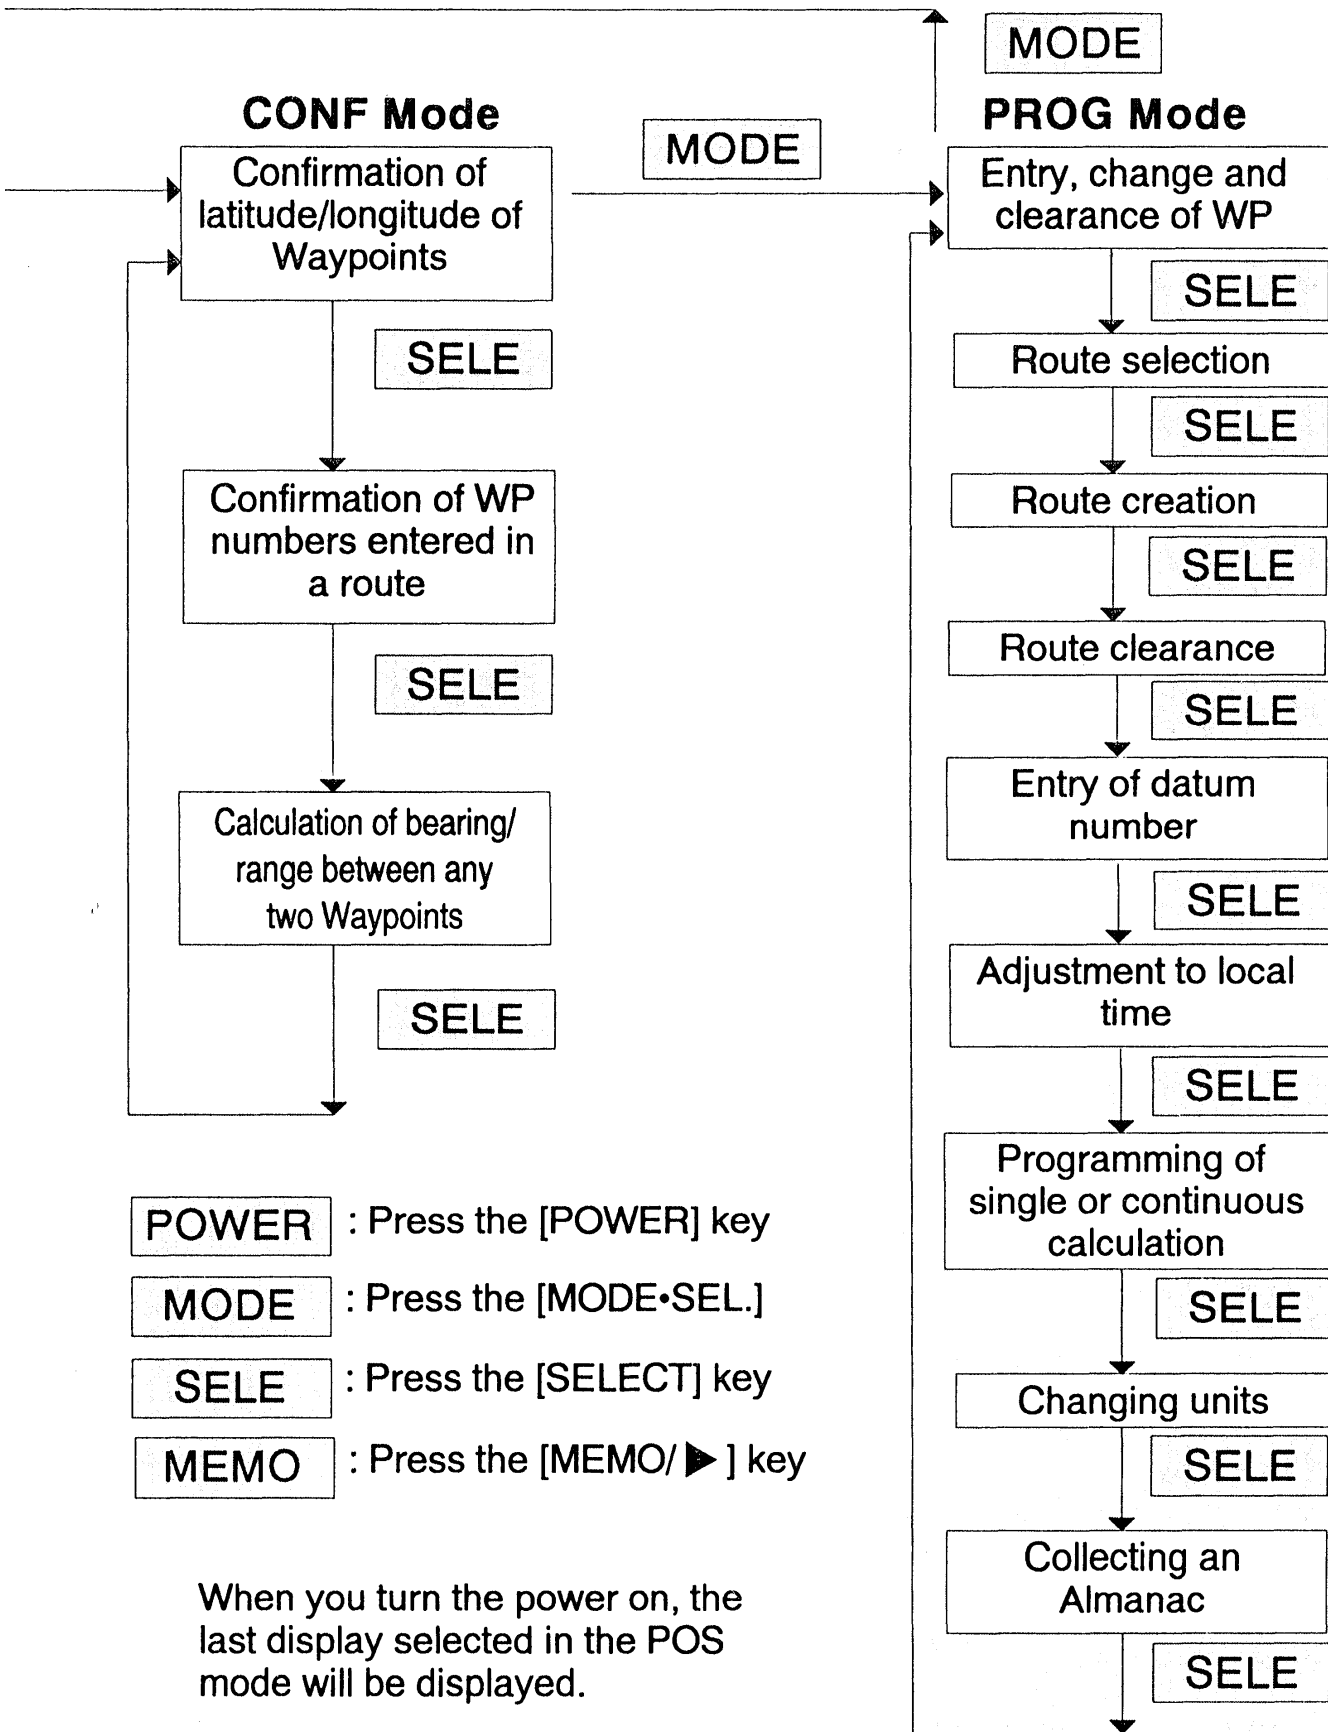 MODE
CONF Mode
MODE
PROG Mode
Confirmation of
latitude/longitude of
Waypoints
SELE
Confirmation of WP
numbers entered in
a route
SELE
Calculation of bearing/
range between any
two Waypoints
SELE
Entry, change and
clearance of WP
SELE
Route selection
SELE
Route creation
SELE
Route clearance
SELE
Entry of datum
number
SELE
Adjustment to local
time
SELE
Programming of
single or continuous
calculation
SELE
Changing units
SELE
Collecting an
Almanac
SELE
POWER : Press the [POWER] key
MODE : Press the [MODE•SEL.]
SELE : Press the [SELECT] key
MEMO : Press the [MEMO/▶] key
When you turn the power on, the
last display selected in the POS
mode will be displayed.